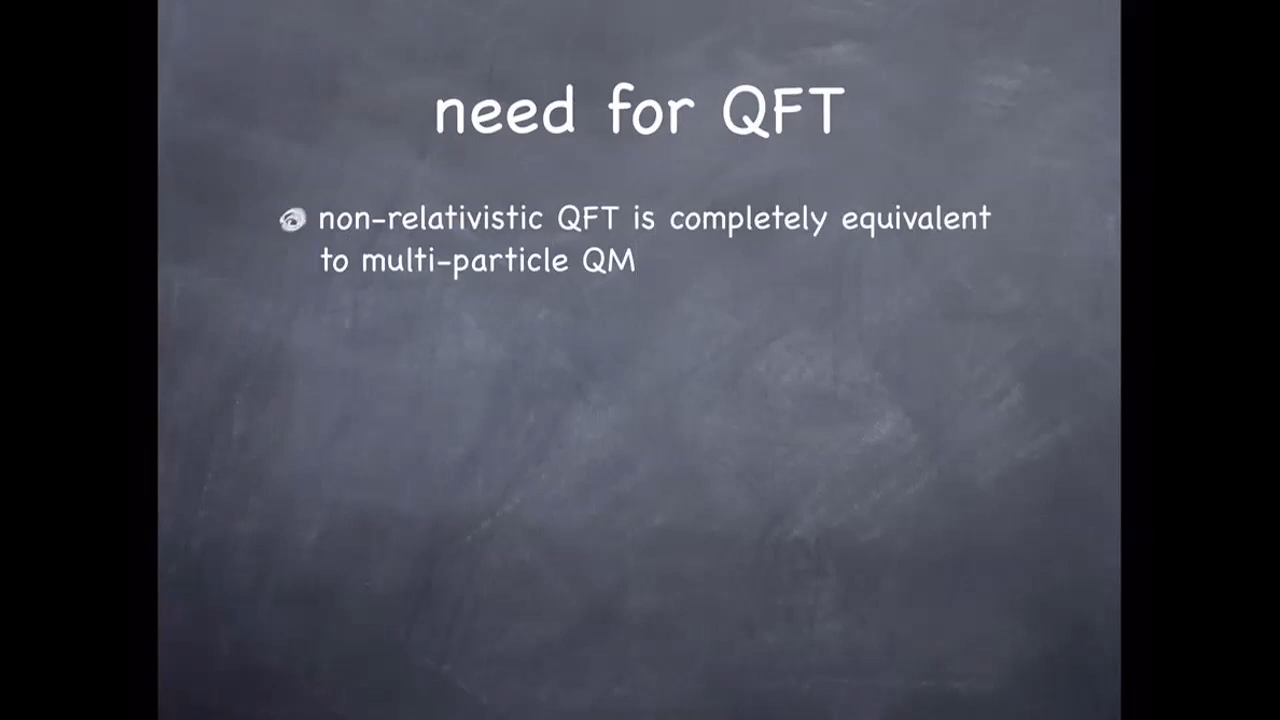 need for QFT
non-relativistic QFT is completely equivalent
to multi-particle QM